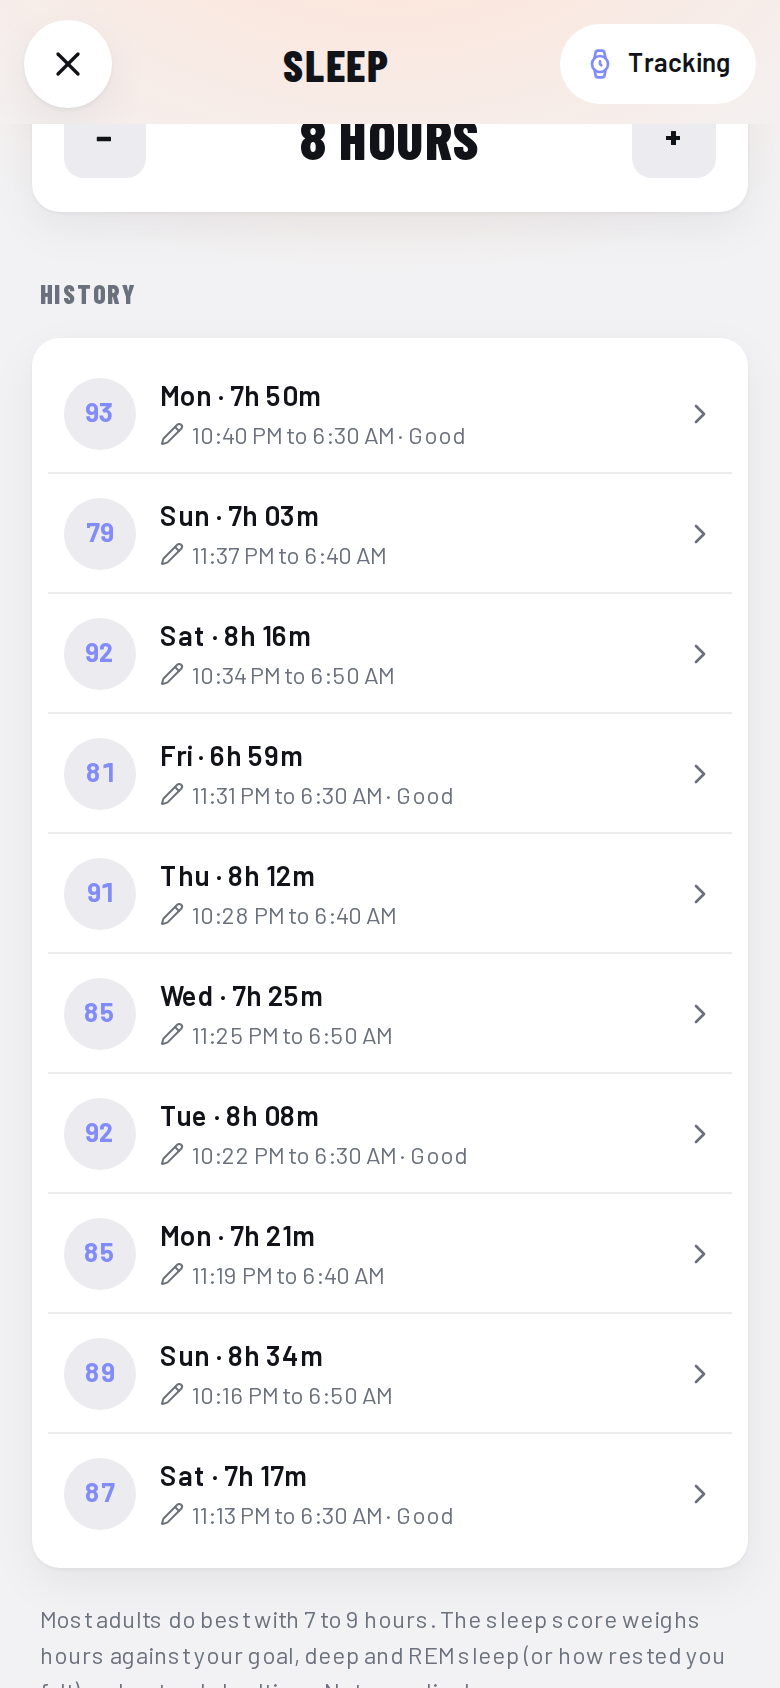 SLEEP
Tracking
8 HOURS
- +
HISTORY
93
Mon · 7h 50m
10:40 PM to 6:30 AM · Good
79
Sun · 7h 03m
11:37 PM to 6:40 AM
92
Sat · 8h 16m
10:34 PM to 6:50 AM
81
Fri · 6h 59m
11:31 PM to 6:30 AM · Good
91
Thu · 8h 12m
10:28 PM to 6:40 AM
85
Wed · 7h 25m
11:25 PM to 6:50 AM
92
Tue · 8h 08m
10:22 PM to 6:30 AM · Good
85
Mon · 7h 21m
11:19 PM to 6:40 AM
89
Sun · 8h 34m
10:16 PM to 6:50 AM
87
Sat · 7h 17m
11:13 PM to 6:30 AM · Good
Most adults do best with 7 to 9 hours. The sleep score weighs
hours against your goal, deep and REM sleep (or how rested you